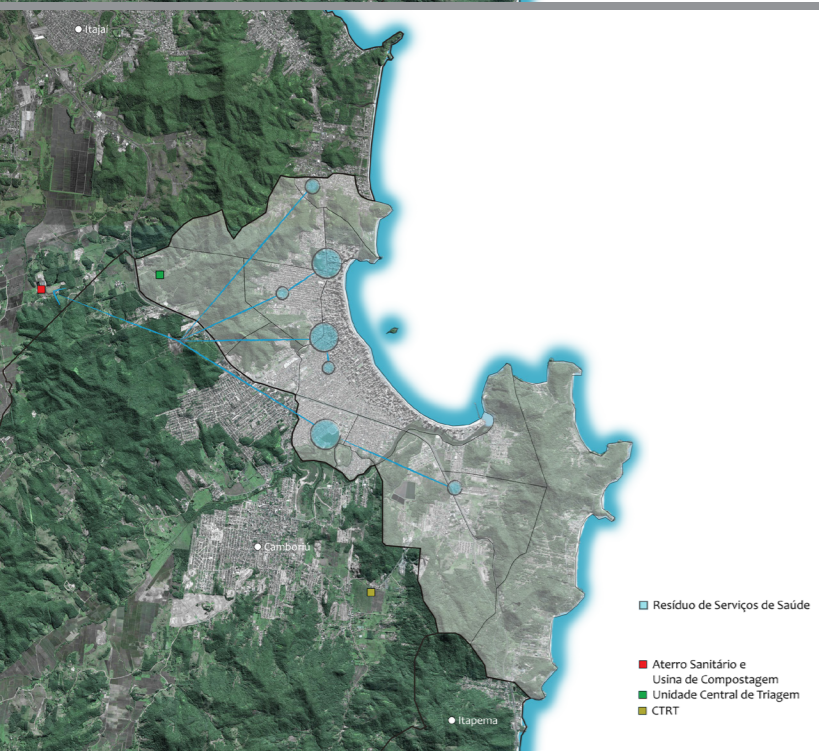 Itajaí
Camboriú
Resíduo de Serviços de Saúde
Aterro Sanitário e
Usina de Compostagem
Unidade Central de Triagem
CTRT
Itapema